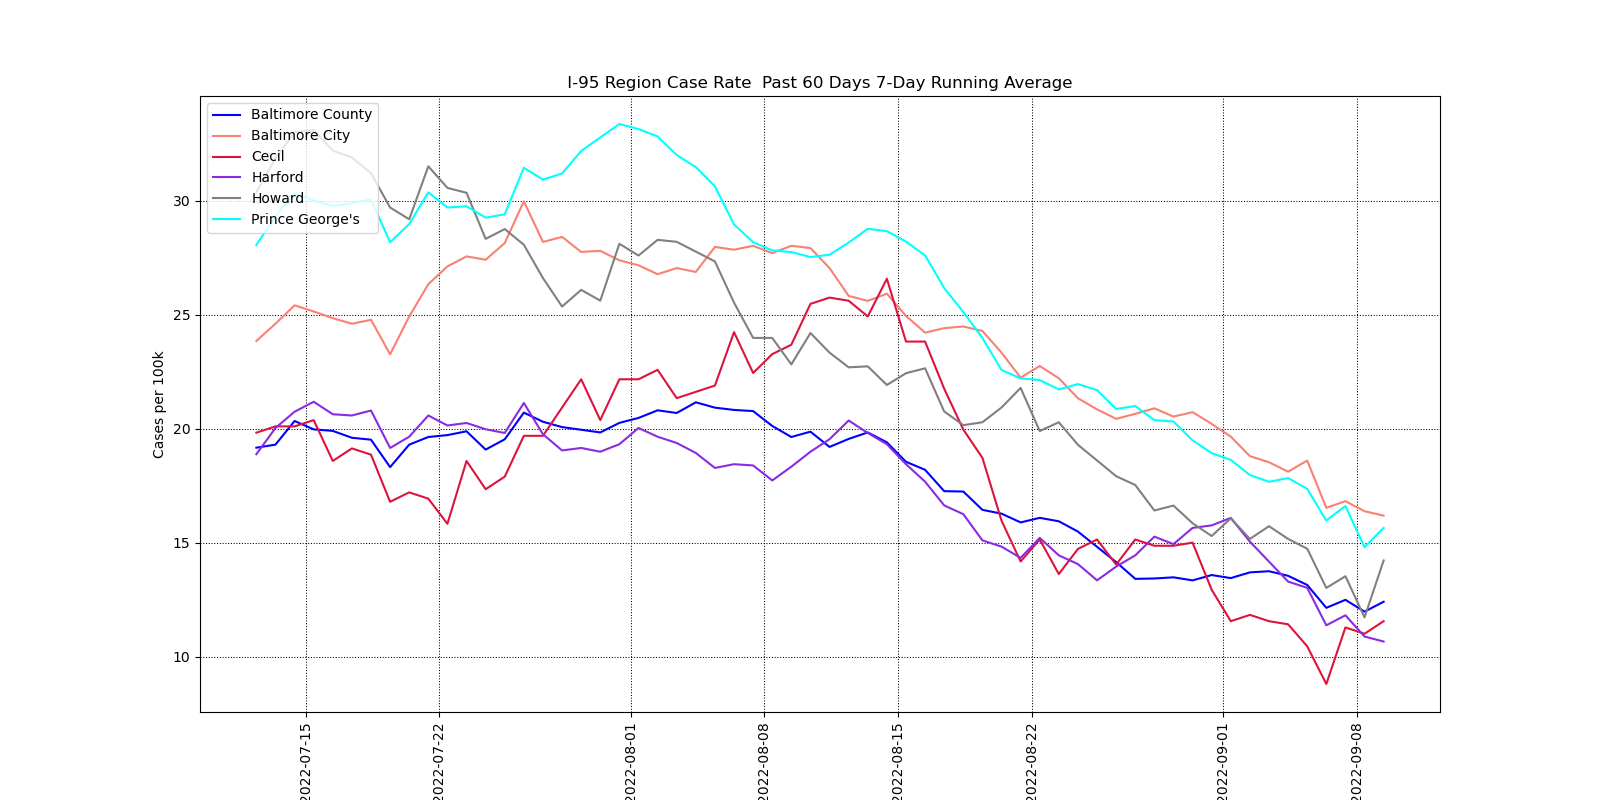 I-95 Region Case Rate  Past 60 Days 7-Day Running Average
Baltimore County
Baltimore City
Cecil
Harford
Howard
Prince George's
Cases per 100k
30
25
20
15
10
2022-07-15
2022-07-22
2022-08-01
2022-08-08
2022-08-15
2022-08-22
2022-09-01
2022-09-08